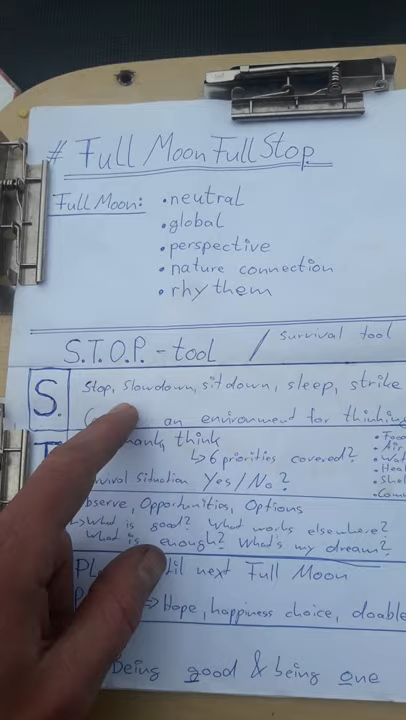 # Full Moon Full Stop
Full Moon: • neutral
• global
• perspective
• nature connection
• rhythem
S.T.O.P. - tool / survival tool
S. Stop, Slowdown, sit down, sleep, strike
an environment for thinking
think
↳ 6 priorities covered?
Situation Yes/No?
Opportunities, Options
↳ What is good? What works elsewhere?
What is enough? What's my dream?
next Full Moon
↳ Hope, happiness choice, doable
Being good & being one